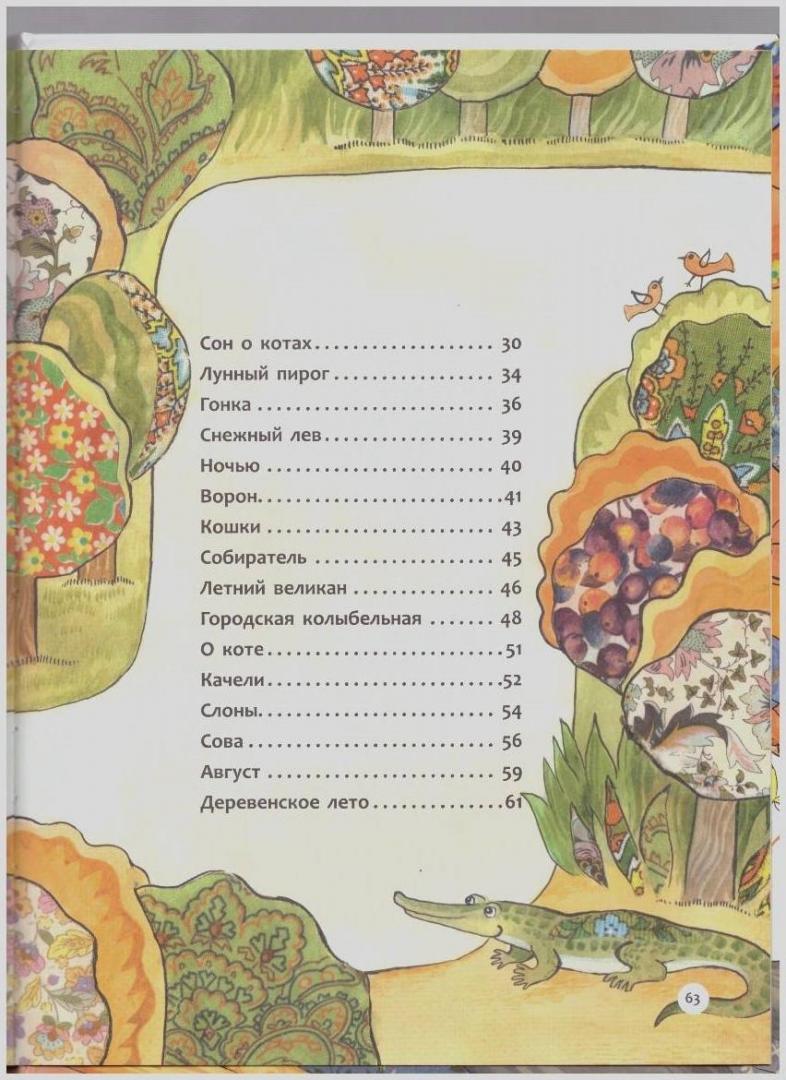 Сон о котах.................... 30
Лунный пирог.................. 34
Гонка .......................... 36
Снежный лев................... 39
Ночью ......................... 40
Ворон...........................41
Кошки ......................... 43
Собиратель .................... 45
Летний великан ................ 46
Городская колыбельная ....... 48
О коте..........................51
Качели..........................52
Слоны.......................... 54
Сова ........................... 56
Август ......................... 59
Деревенское лето..............61
63